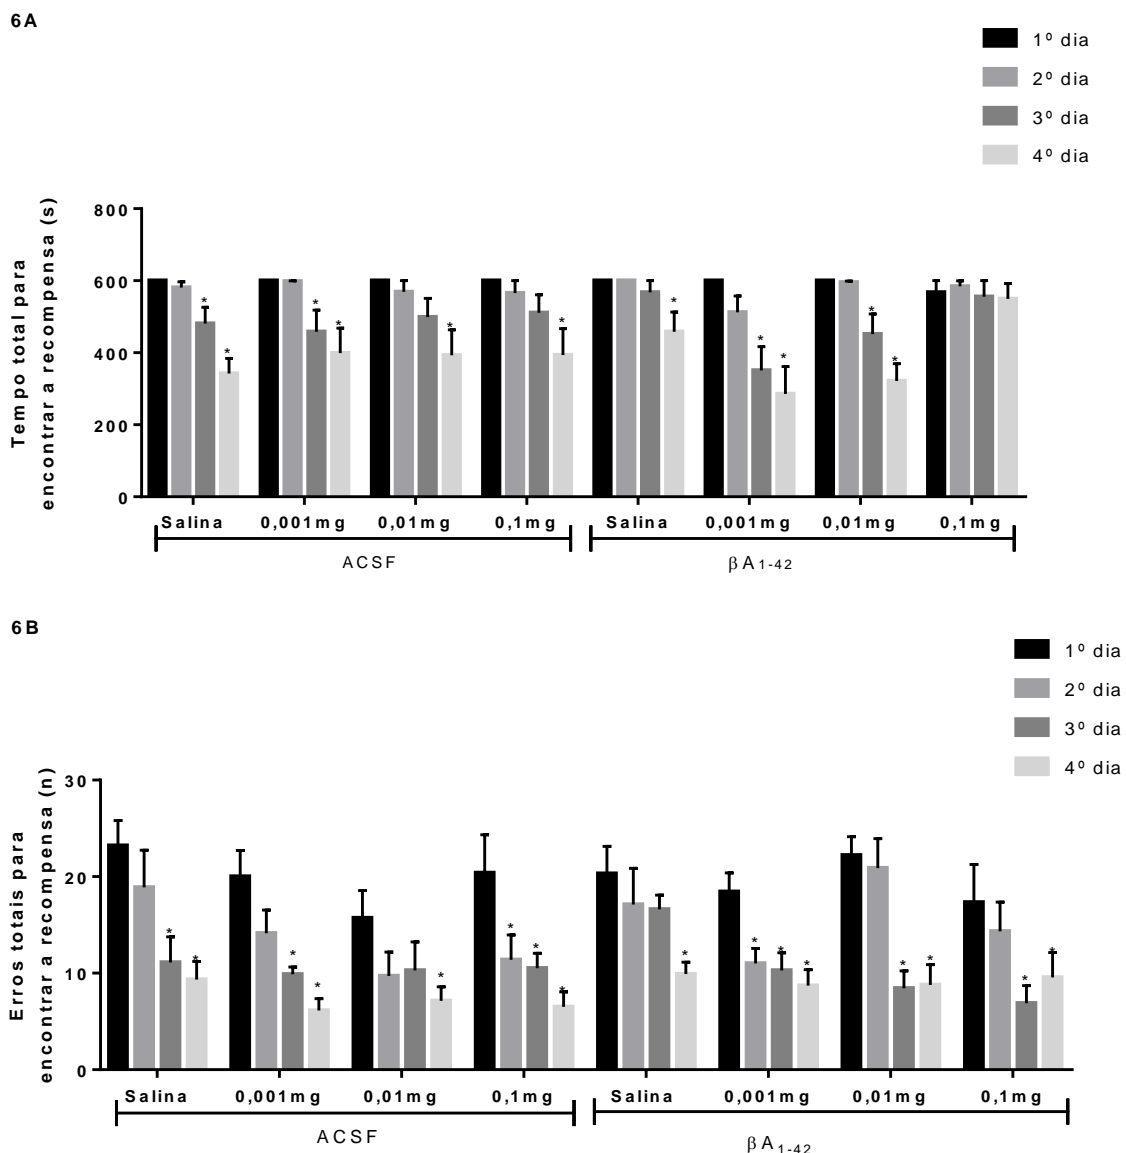 6A
1º dia
2º dia
3º dia
4º dia
Tempo total para
encontrar a recompensa (s)
800
600
400
200
0
* * * * * * * * * * * *
Salina 0,001mg 0,01mg 0,1mg Salina 0,001mg 0,01mg 0,1mg
ACSF βA1-42
6B
1º dia
2º dia
3º dia
4º dia
Erros totais para
encontrar a recompensa (n)
30
20
10
0
* * * * * * * * * * * * * * * *
Salina 0,001mg 0,01mg 0,1mg Salina 0,001mg 0,01mg 0,1mg
ACSF βA1-42